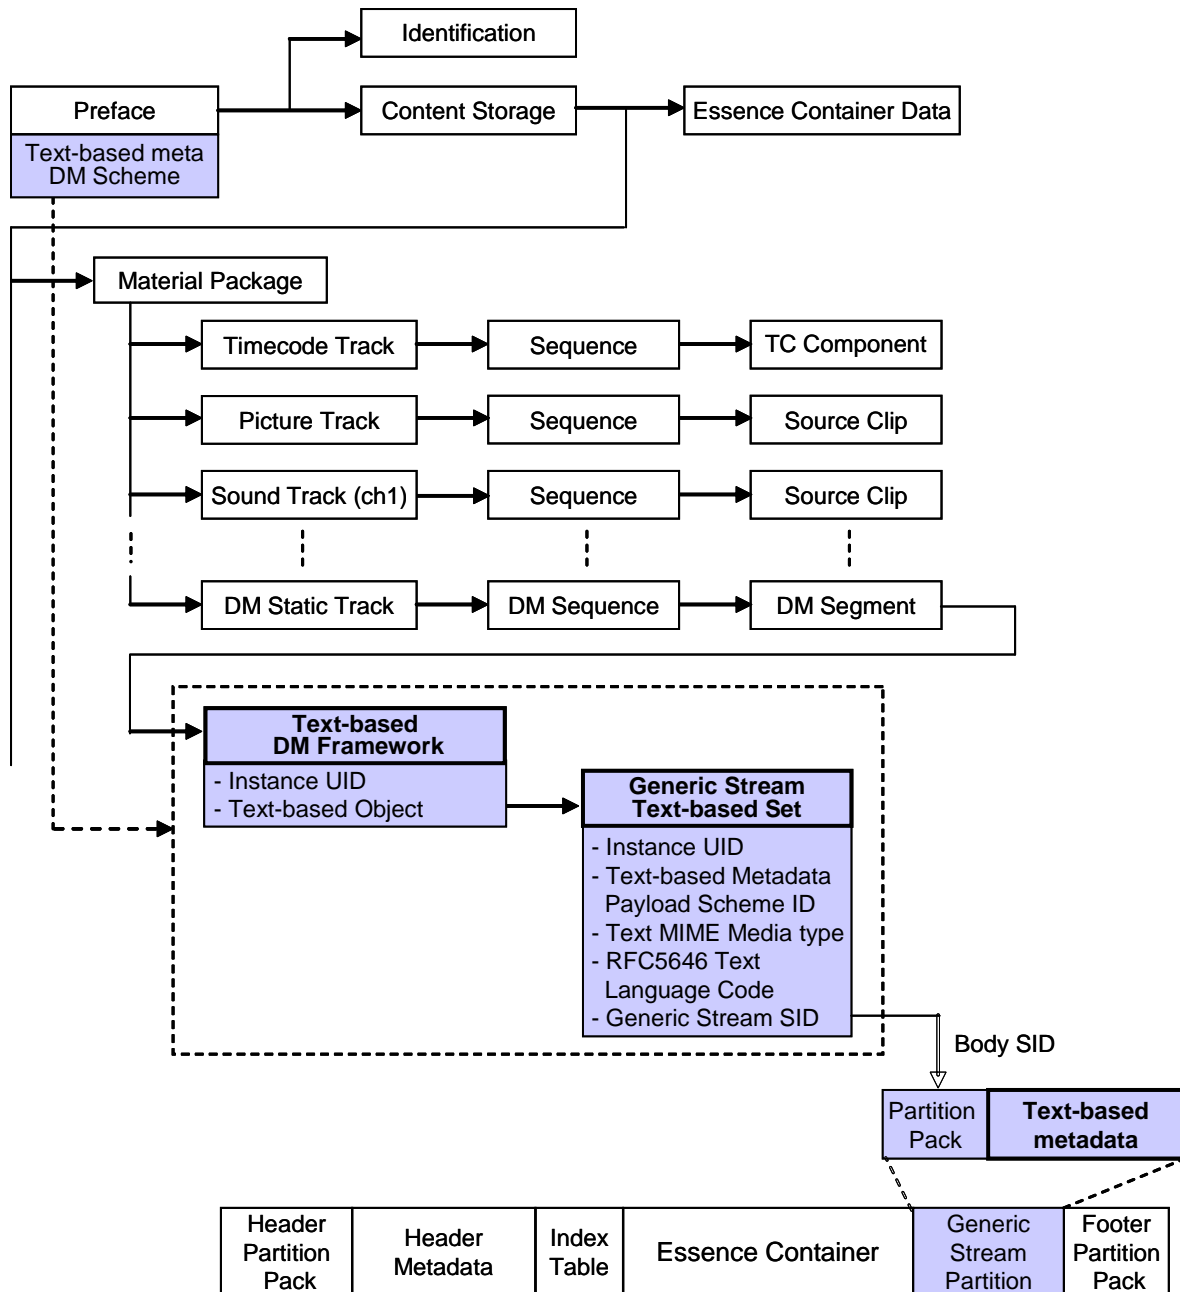 Identification
Preface
Content Storage
Essence Container Data
Text-based meta
DM Scheme
Material Package
Timecode Track
Sequence
TC Component
Picture Track
Sequence
Source Clip
Sound Track (ch1)
Sequence
Source Clip
DM Static Track
DM Sequence
DM Segment
Text-based
DM Framework
- Instance UID
- Text-based Object
Generic Stream
Text-based Set
- Instance UID
- Text-based Metadata
Payload Scheme ID
- Text MIME Media type
- RFC5646 Text
Language Code
- Generic Stream SID
Body SID
Partition
Pack
Text-based
metadata
Header
Partition
Pack
Header
Metadata
Index
Table
Essence Container
Generic
Stream
Partition
Footer
Partition
Pack